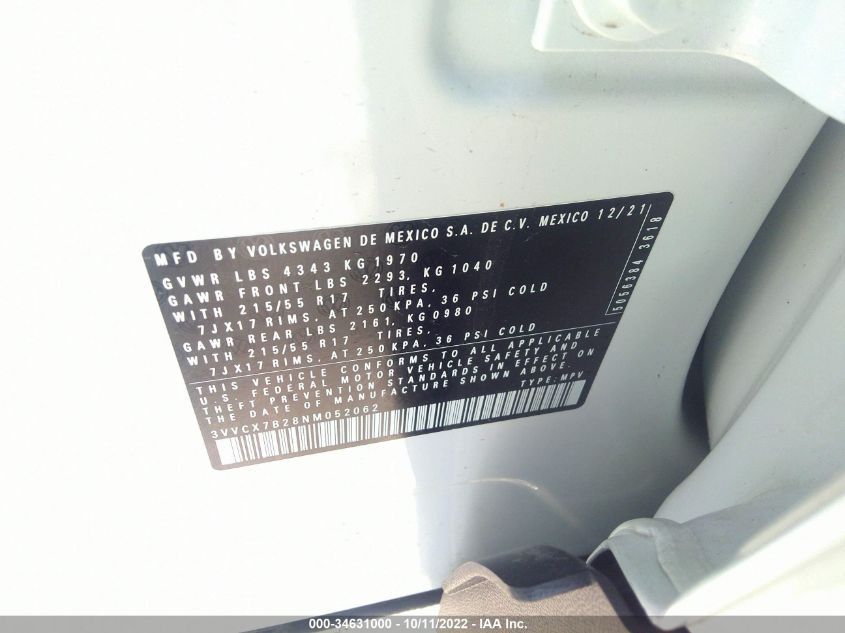 MFD BY VOLKSWAGEN DE MEXICO S.A. DE C.V. MEXICO 12/21
GVWR LBS 4343 KG 1970
GAWR FRONT LBS 2293, KG 1040
WITH 215/55 R17 TIRES,
7JX17 RIMS, AT 250 KPA, 36 PSI COLD
GAWR REAR LBS 2161, KG 0980
WITH 215/55 R17 TIRES,
7JX17 RIMS, AT 250 KPA, 36 PSI COLD
THIS VEHICLE CONFORMS TO ALL APPLICABLE
U.S. FEDERAL MOTOR VEHICLE SAFETY AND
THEFT PREVENTION STANDARDS IN EFFECT ON
THE DATE OF MANUFACTURE SHOWN ABOVE.
3VVCX7B28NM052062 TYPE: MPV
5056384 3618
000-34631000 - 10/11/2022 - IAA Inc.